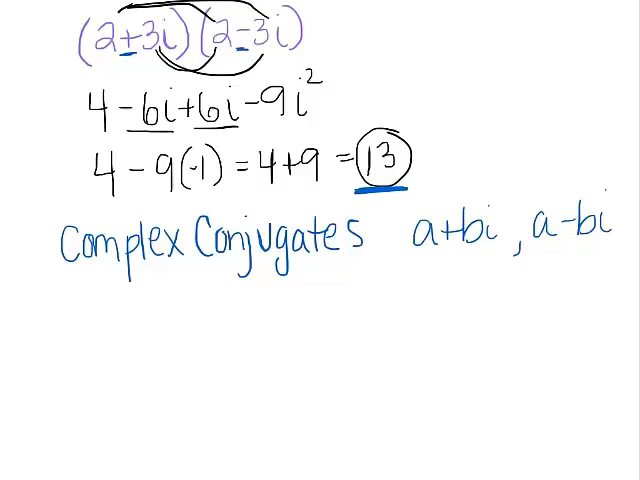 (2+3i)(2-3i)
4-6i+6i-9i²
4-9(-1)=4+9=13
Complex Conjugates a+bi, a-bi